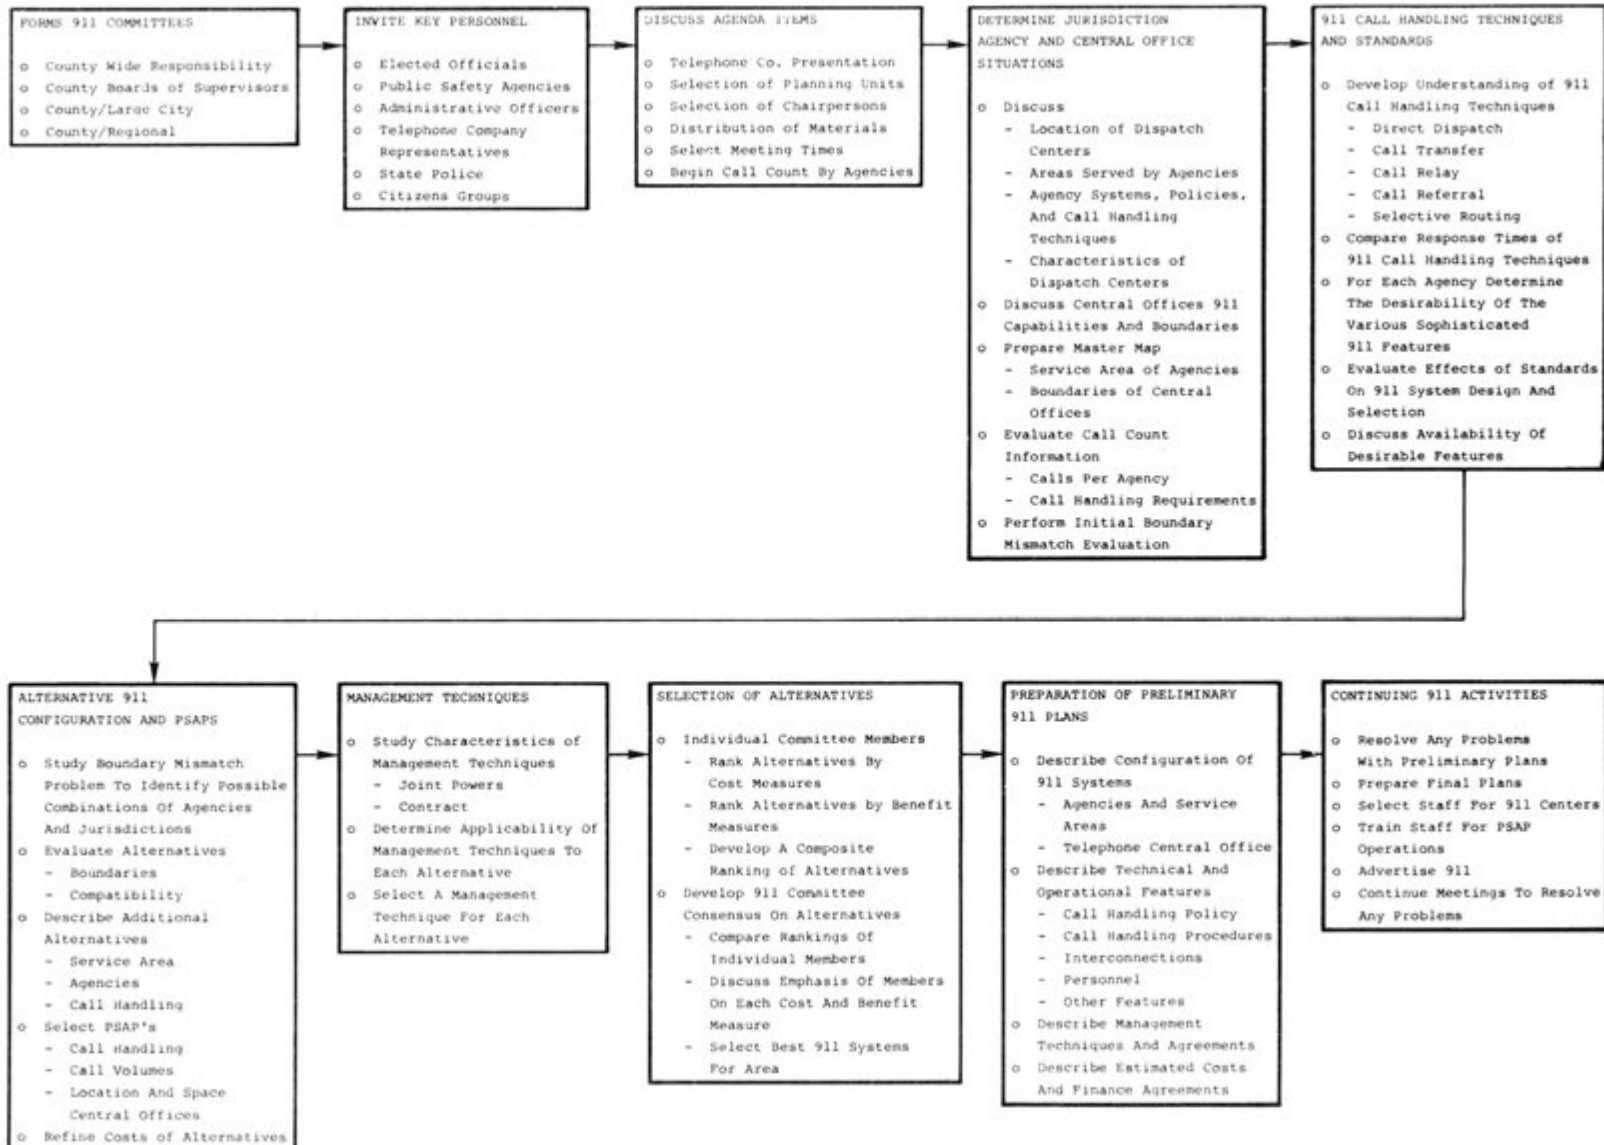 FORMS 911 COMMITTEES
o County Wide Responsibility
o County Boards of Supervisors
o County/Large City
o County/Regional
INVITE KEY PERSONNEL
o Elected Officials
o Public Safety Agencies
o Administrative Officers
o Telephone Company
Representatives
o State Police
o Citizens Groups
DISCUSS AGENDA ITEMS
o Telephone Co. Presentation
o Selection of Planning Units
o Selection of Chairpersons
o Distribution of Materials
o Select Meeting Times
o Begin Call Count By Agencies
DETERMINE JURISDICTION
AGENCY AND CENTRAL OFFICE
SITUATIONS
o Discuss
- Location of Dispatch
Centers
- Areas Served by Agencies
- Agency Systems, Policies,
And Call Handling
Techniques
- Characteristics of
Dispatch Centers
o Discuss Central Offices 911
Capabilities And Boundaries
o Prepare Master Map
- Service Area of Agencies
- Boundaries of Central
Offices
o Evaluate Call Count
Information
- Calls Per Agency
- Call Handling Requirements
o Perform Initial Boundary
Mismatch Evaluation
911 CALL HANDLING TECHNIQUES
AND STANDARDS
o Develop Understanding of 911
Call Handling Techniques
- Direct Dispatch
- Call Transfer
- Call Relay
- Call Referral
- Selective Routing
o Compare Response Times of
911 Call Handling Techniques
o For Each Agency Determine
The Desirability Of The
Various Sophisticated
911 Features
o Evaluate Effects of Standards
On 911 System Design And
Selection
o Discuss Availability Of
Desirable Features
ALTERNATIVE 911
CONFIGURATION AND PSAPS
o Study Boundary Mismatch
Problem To Identify Possible
Combinations Of Agencies
And Jurisdictions
o Evaluate Alternatives
- Boundaries
- Compatibility
o Describe Additional
Alternatives
- Service Area
- Agencies
- Call Handling
o Select PSAP's
- Call Handling
- Call Volumes
- Location And Space
Central Offices
o Refine Costs of Alternatives
MANAGEMENT TECHNIQUES
o Study Characteristics of
Management Techniques
- Joint Powers
- Contract
o Determine Applicability Of
Management Techniques To
Each Alternative
o Select A Management
Technique For Each
Alternative
SELECTION OF ALTERNATIVES
o Individual Committee Members
- Rank Alternatives By
Cost Measures
- Rank Alternatives by Benefit
Measures
- Develop A Composite
Ranking of Alternatives
o Develop 911 Committee
Consensus On Alternatives
- Compare Rankings Of
Individual Members
- Discuss Emphasis Of Members
On Each Cost And Benefit
Measure
- Select Best 911 Systems
For Area
PREPARATION OF PRELIMINARY
911 PLANS
o Describe Configuration Of
911 Systems
- Agencies And Service
Areas
- Telephone Central Office
o Describe Technical And
Operational Features
- Call Handling Policy
- Call Handling Procedures
- Interconnections
- Personnel
- Other Features
o Describe Management
Techniques And Agreements
o Describe Estimated Costs
And Finance Agreements
CONTINUING 911 ACTIVITIES
o Resolve Any Problems
With Preliminary Plans
o Prepare Final Plans
o Select Staff For 911 Centers
o Train Staff For PSAP
Operations
o Advertise 911
o Continue Meetings To Resolve
Any Problems